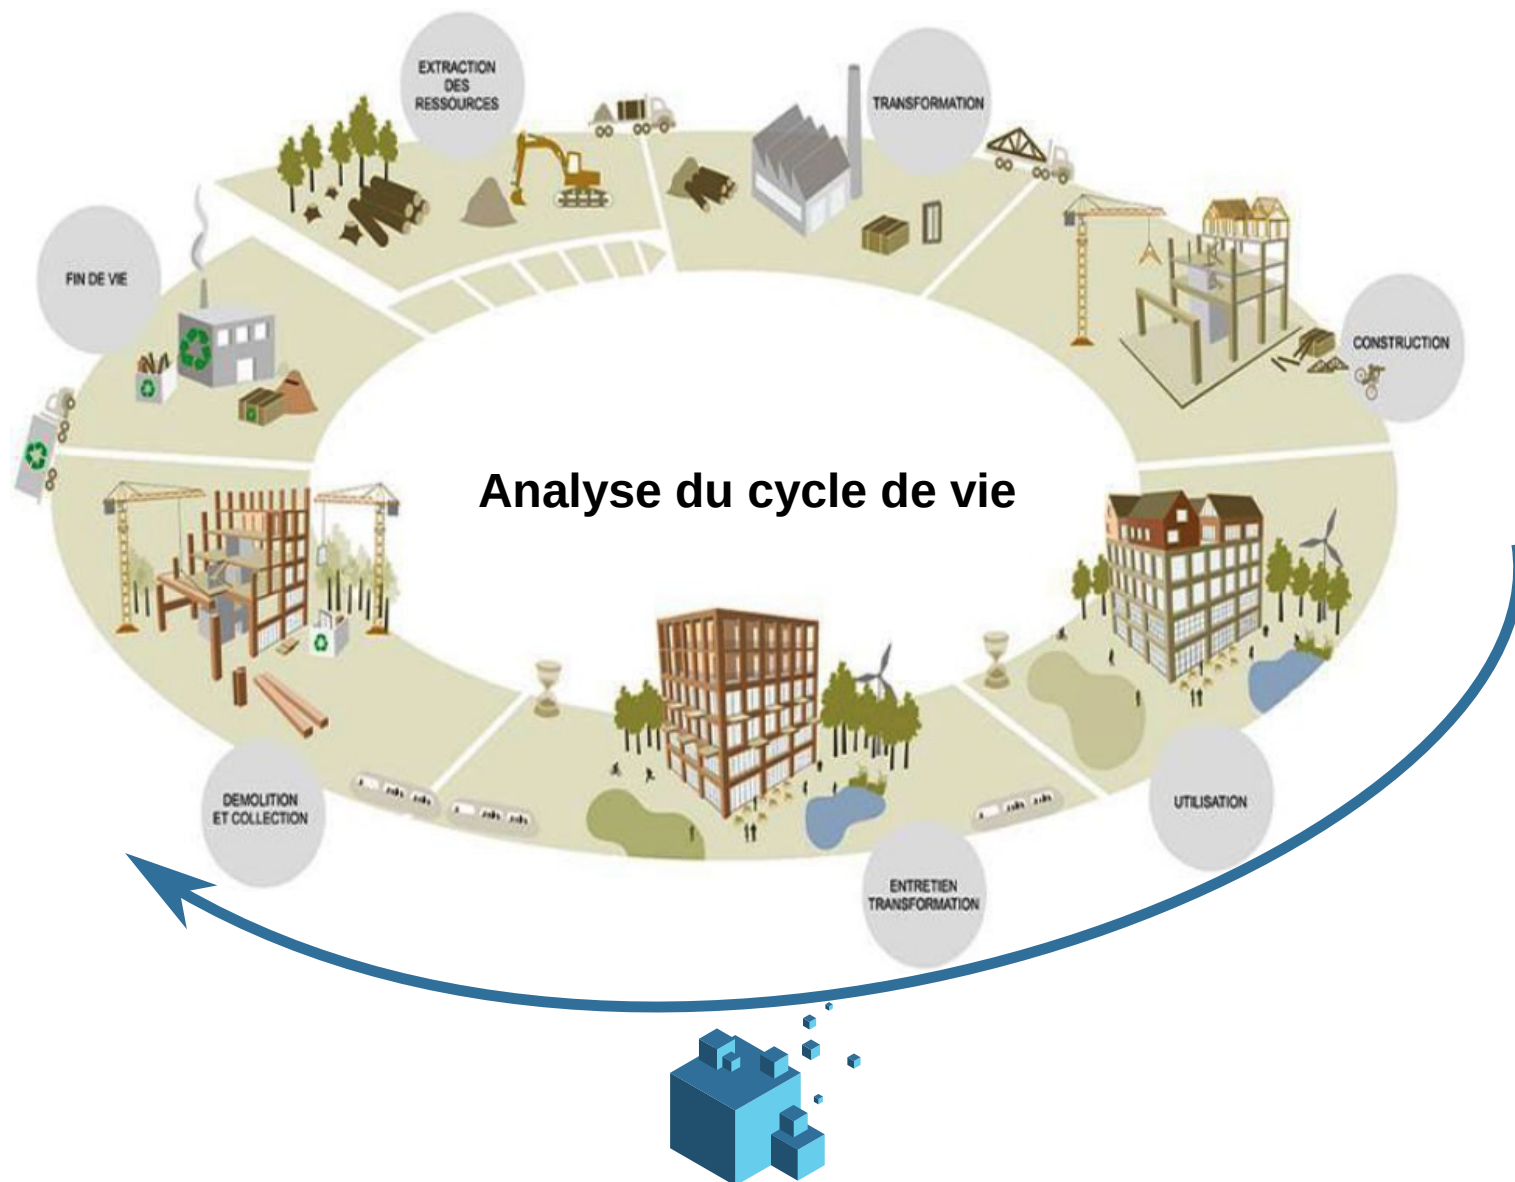 EXTRACTION
DES
RESSOURCES
TRANSFORMATION
FIN DE VIE
CONSTRUCTION
Analyse du cycle de vie
DEMOLITION
ET COLLECTION
UTILISATION
ENTRETIEN
TRANSFORMATION